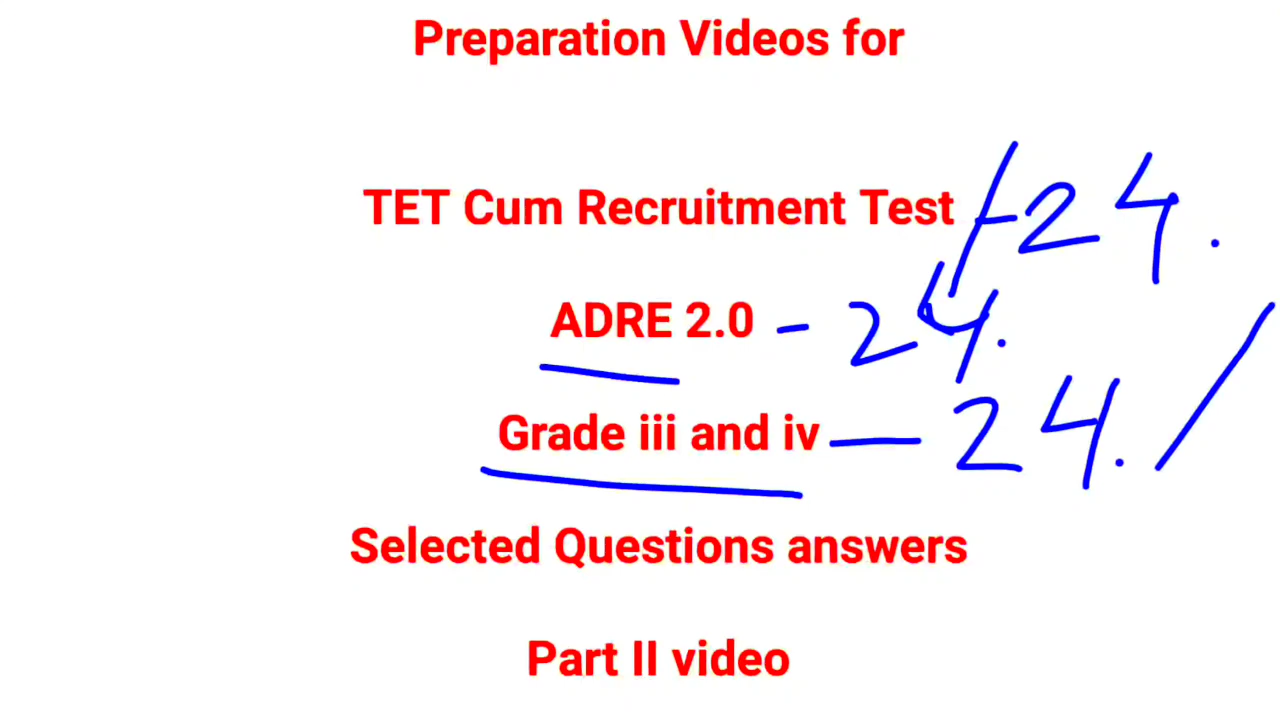 Preparation Videos for
TET Cum Recruitment Test - 24.
ADRE 2.0 - 24.
Grade iii and iv - 24.
Selected Questions answers
Part II video